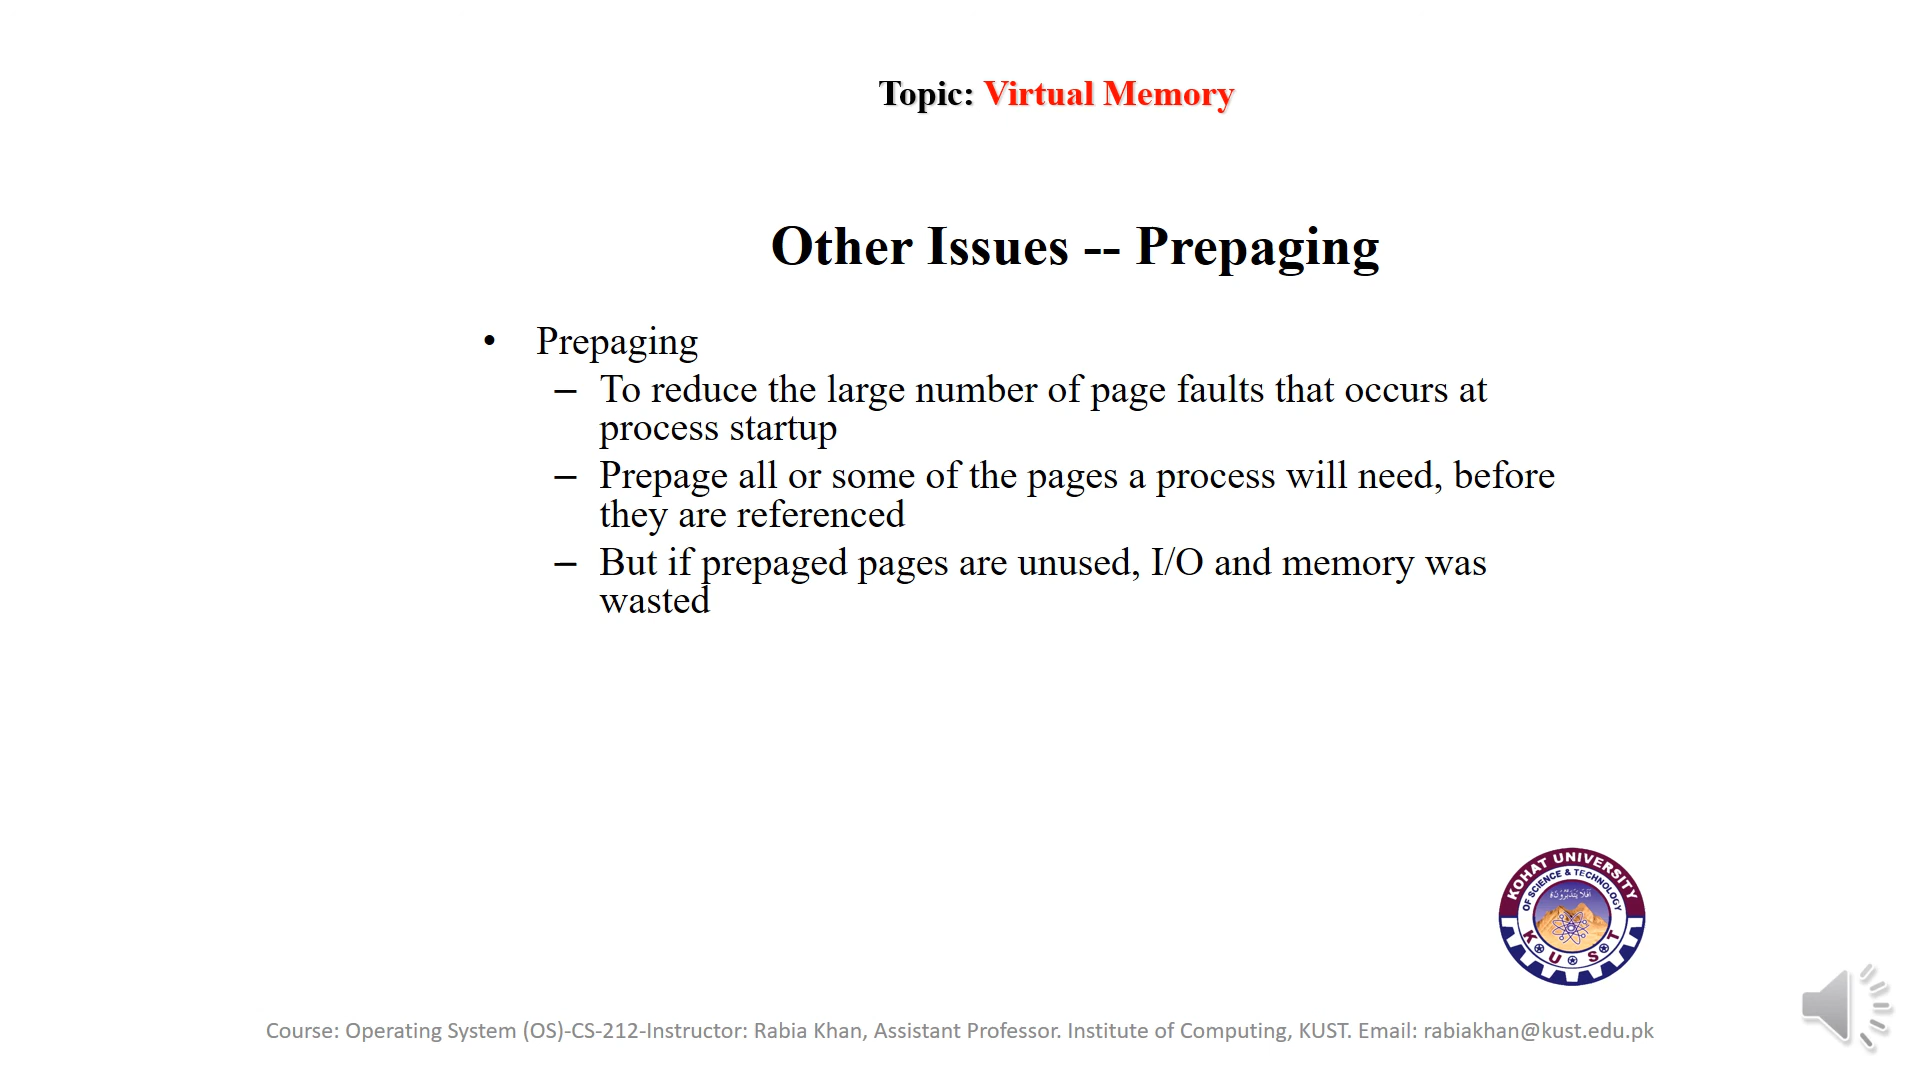 Topic: Virtual Memory
Other Issues -- Prepaging
• Prepaging
– To reduce the large number of page faults that occurs at
process startup
– Prepage all or some of the pages a process will need, before
they are referenced
– But if prepaged pages are unused, I/O and memory was
wasted
KOHAT UNIVERSITY
OF SCIENCE & TECHNOLOGY
K U S T
Course: Operating System (OS)-CS-212-Instructor: Rabia Khan, Assistant Professor. Institute of Computing, KUST. Email: rabiakhan@kust.edu.pk